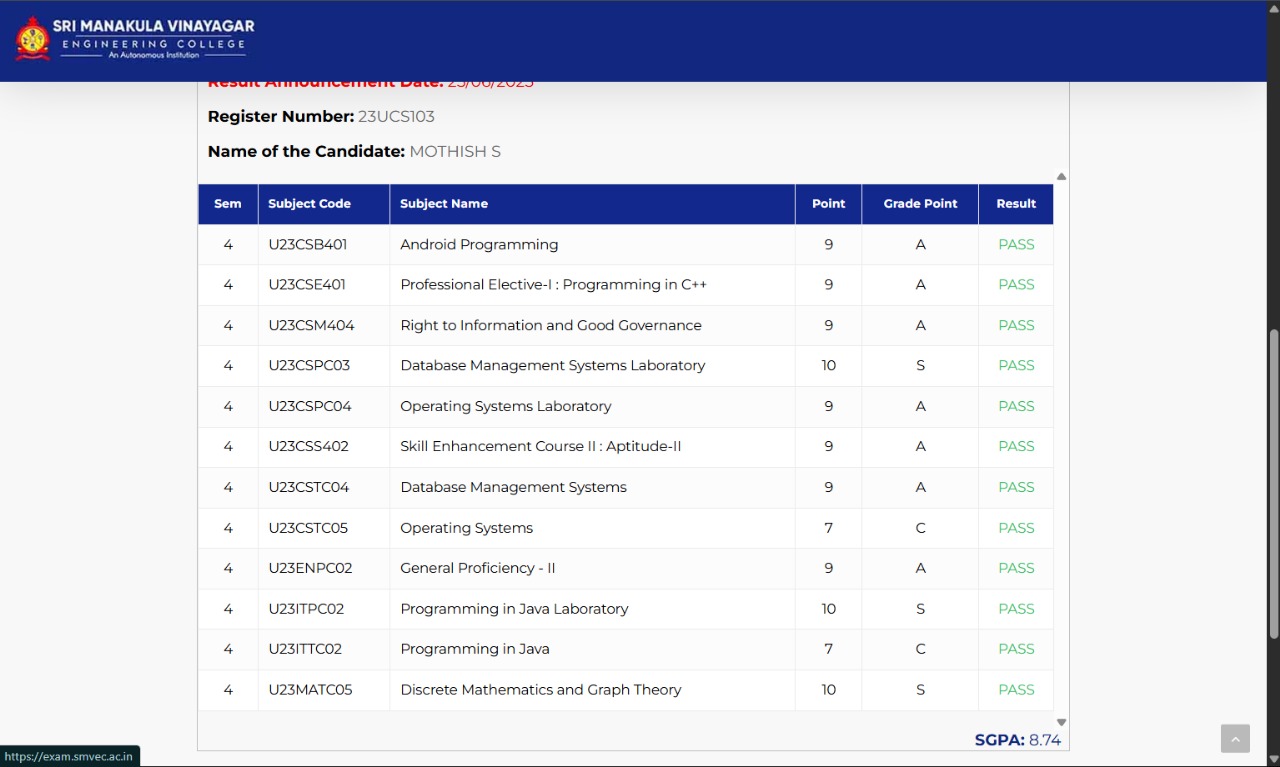 SRI MANAKULA VINAYAGAR
ENGINEERING COLLEGE
An Autonomous Institution
Result Announcement Date: 25/06/2025
Register Number: 23UCS103
Name of the Candidate: MOTHISH S
Sem Subject Code Subject Name Point Grade Point Result
4 U23CSB401 Android Programming 9 A PASS
4 U23CSE401 Professional Elective-I : Programming in C++ 9 A PASS
4 U23CSM404 Right to Information and Good Governance 9 A PASS
4 U23CSPC03 Database Management Systems Laboratory 10 S PASS
4 U23CSPC04 Operating Systems Laboratory 9 A PASS
4 U23CSS402 Skill Enhancement Course II : Aptitude-II 9 A PASS
4 U23CSTC04 Database Management Systems 9 A PASS
4 U23CSTC05 Operating Systems 7 C PASS
4 U23ENPC02 General Proficiency - II 9 A PASS
4 U23ITPC02 Programming in Java Laboratory 10 S PASS
4 U23ITTC02 Programming in Java 7 C PASS
4 U23MATC05 Discrete Mathematics and Graph Theory 10 S PASS
SGPA: 8.74
https://exam.smvec.ac.in